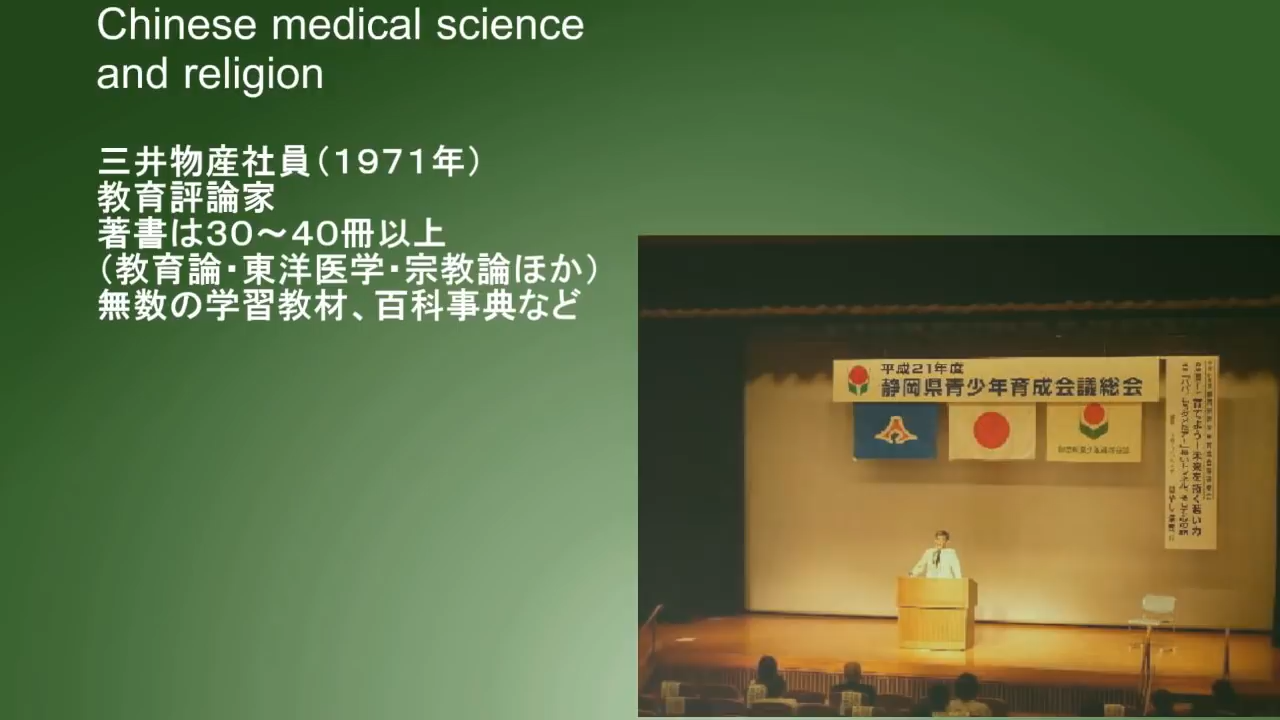 Chinese medical science
and religion
三井物産社員（１９７１年）
教育評論家
著書は３０～４０冊以上
（教育論・東洋医学・宗教論ほか）
無数の学習教材、百科事典など
平成21年度
静岡県青少年育成会議総会